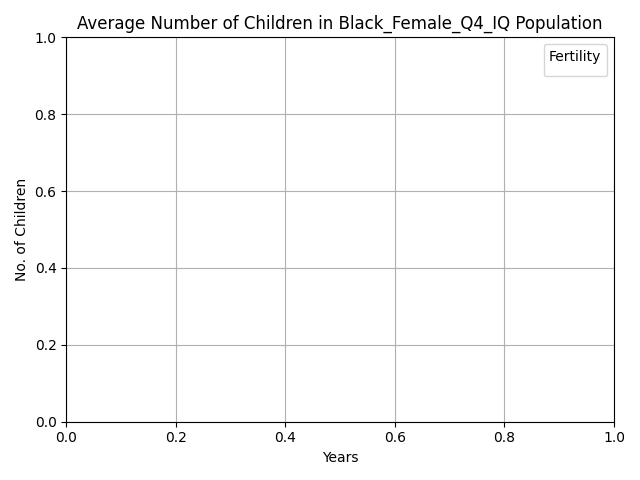 Average Number of Children in Black_Female_Q4_IQ Population
1.0
Fertility
0.8
0.6
No. of Children
0.4
0.2
0.0
0.0 0.2 0.4 0.6 0.8 1.0
Years